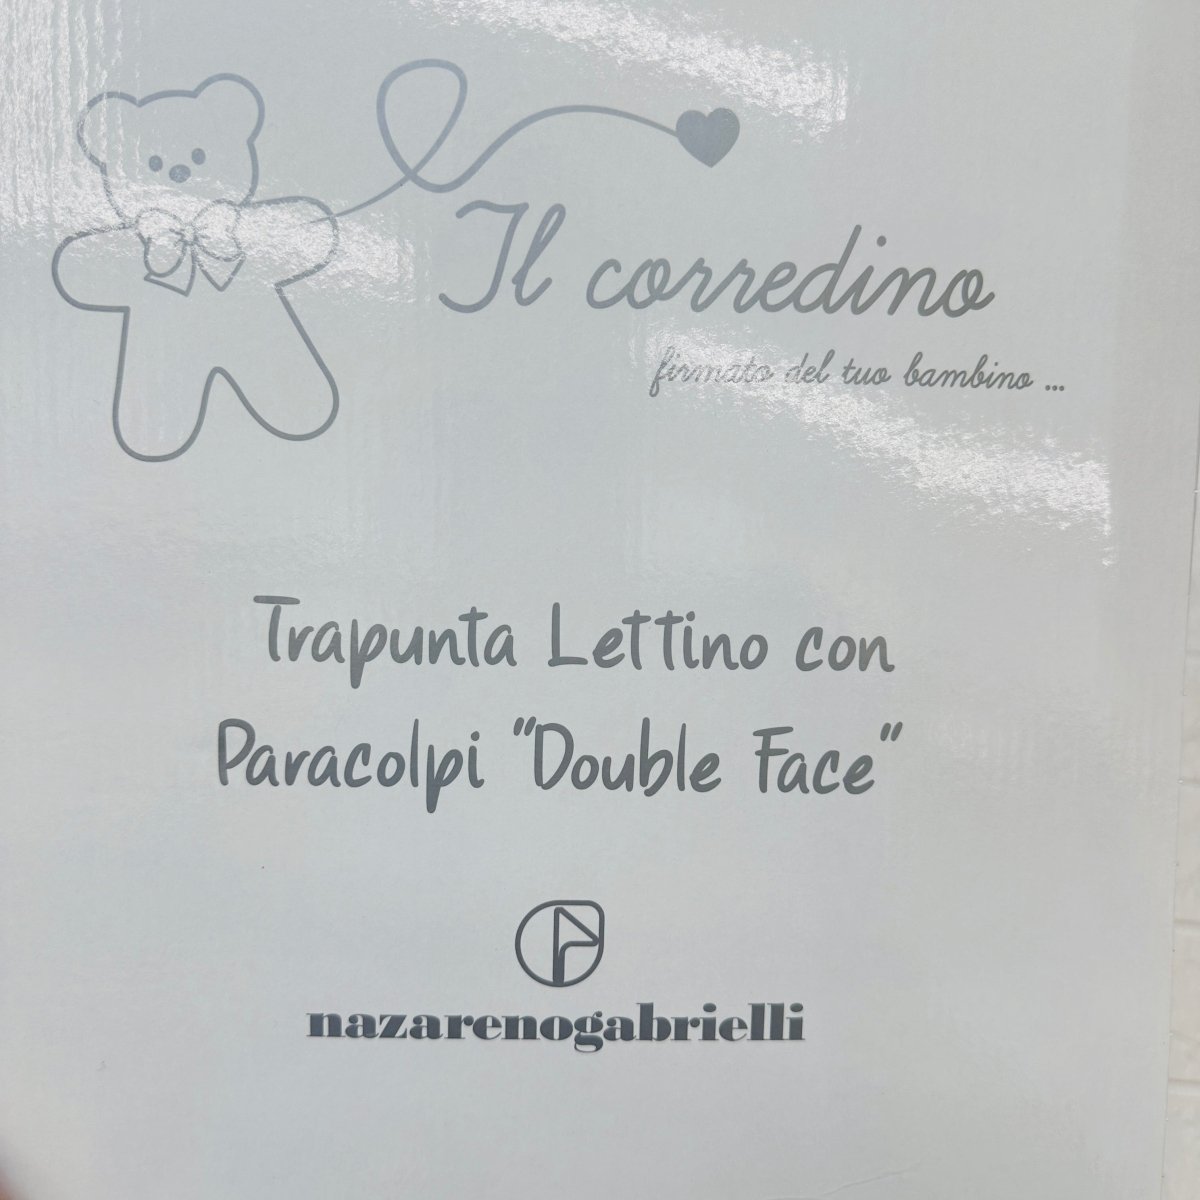 Il corredino
firmato del tuo bambino ...
Trapunta Lettino con
Paracolpi "Double Face"
nazarenogabrielli